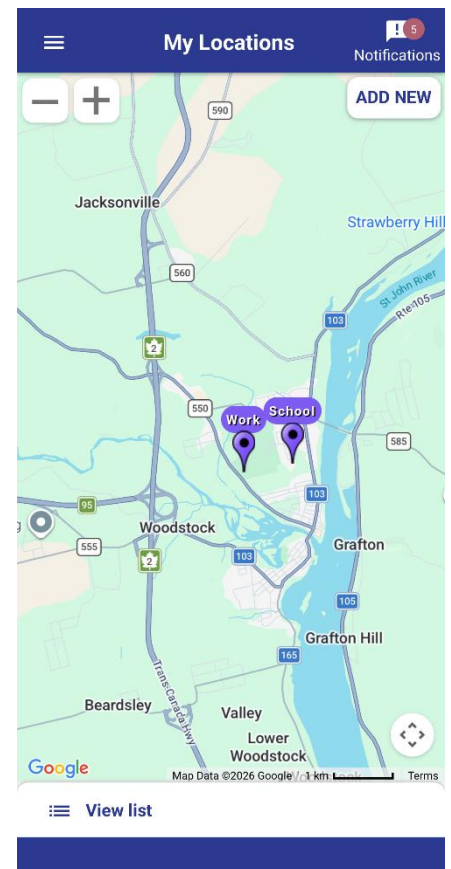 My Locations
5
Notifications
ADD NEW
590
Jacksonville
Strawberry Hill
560
St John River
Rte 105
103
2
550
Work
School
585
95
103
Woodstock
555
2
103
Grafton
105
Grafton Hill
165
Trans-Canada Hwy
Beardsley
Valley
Lower
Woodstock
Google
Map Data ©2026 Google
1 km
Terms
View list